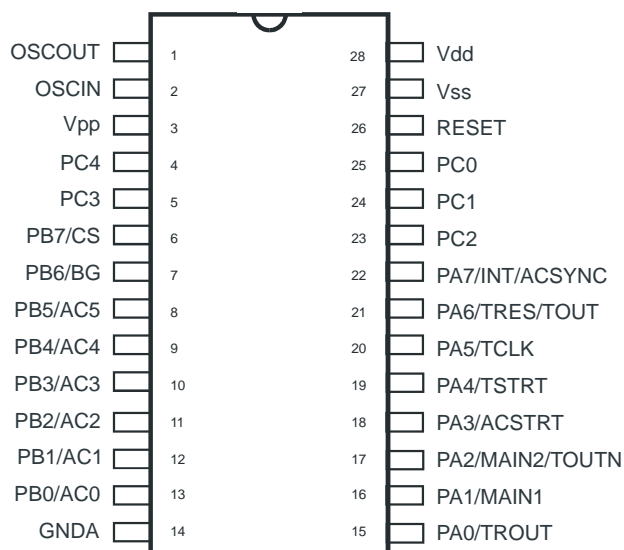 OSCOUT 1 28 Vdd
OSCIN 2 27 Vss
Vpp 3 26 RESET
PC4 4 25 PC0
PC3 5 24 PC1
PB7/CS 6 23 PC2
PB6/BG 7 22 PA7/INT/ACSYNC
PB5/AC5 8 21 PA6/TRES/TOUT
PB4/AC4 9 20 PA5/TCLK
PB3/AC3 10 19 PA4/TSTRT
PB2/AC2 11 18 PA3/ACSTRT
PB1/AC1 12 17 PA2/MAIN2/TOUTN
PB0/AC0 13 16 PA1/MAIN1
GNDA 14 15 PA0/TROUT